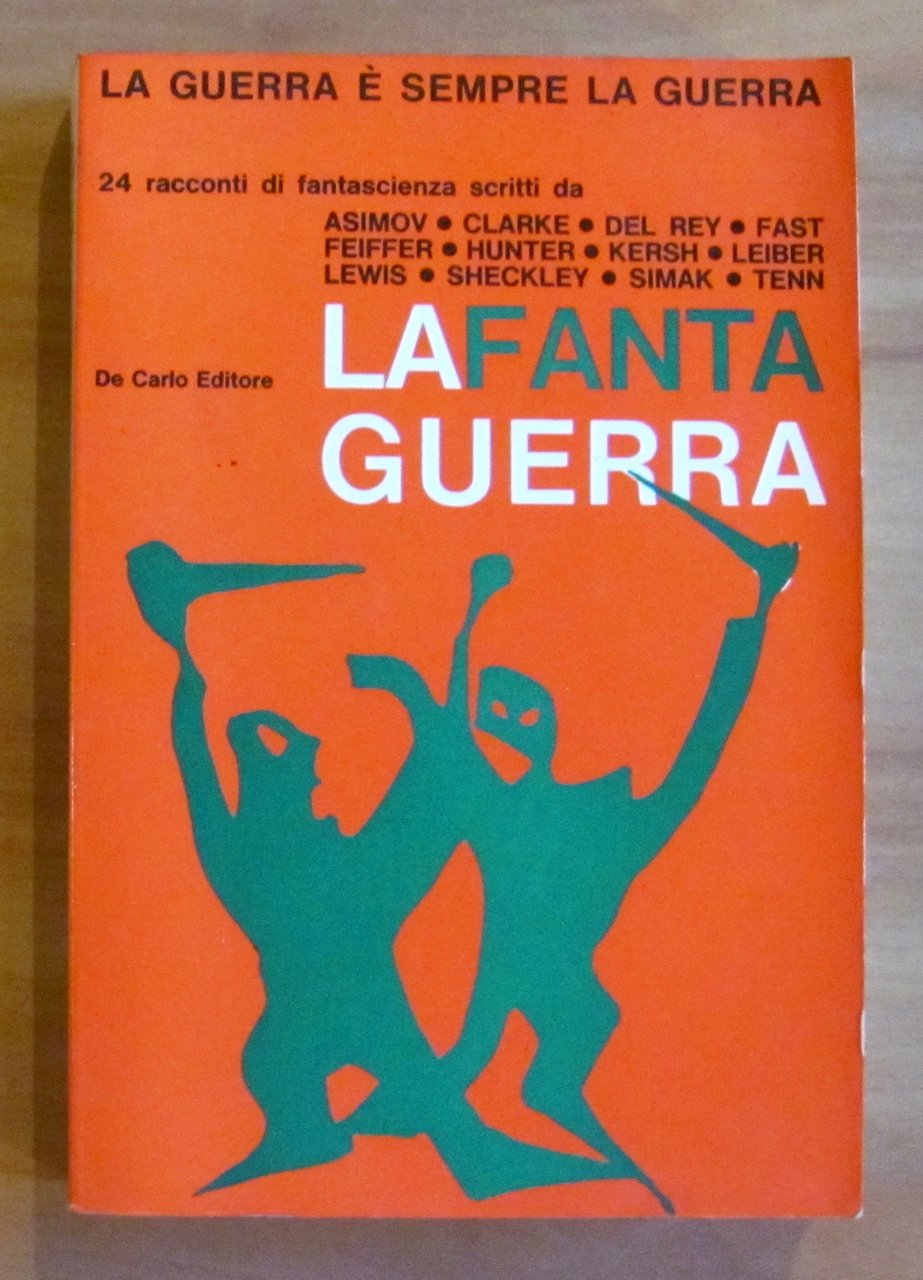 LA GUERRA È SEMPRE LA GUERRA
24 racconti di fantascienza scritti da
ASIMOV ● CLARKE ● DEL REY ● FAST
FEIFFER ● HUNTER ● KERSH ● LEIBER
LEWIS ● SHECKLEY ● SIMAK ● TENN
LAFANTA
De Carlo Editore
GUERRA